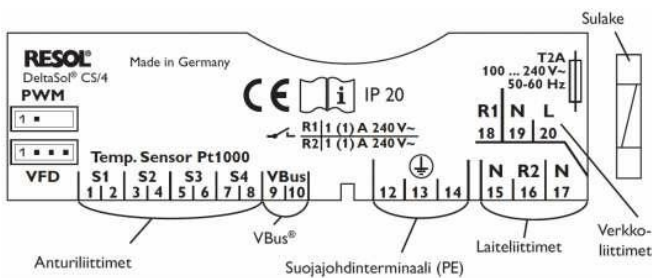 Sulake
RESOL®
DeltaSol® CS/4
Made in Germany
PWM
1
1
VFD
CE i IP 20
R1 1 (1) A 240 V~
R2 1 (1) A 240 V~
T2A
100 ... 240 V~
50-60 Hz
R1 N L
18 19 20
Temp. Sensor Pt1000
S1 S2 S3 S4 VBus
1 2 3 4 5 6 7 8 9 10
12 13 14
N R2 N
15 16 17
Anturiliittimet
VBus®
Suojajohdinterminaali (PE)
Laiteliittimet
Verkko-
liittimet